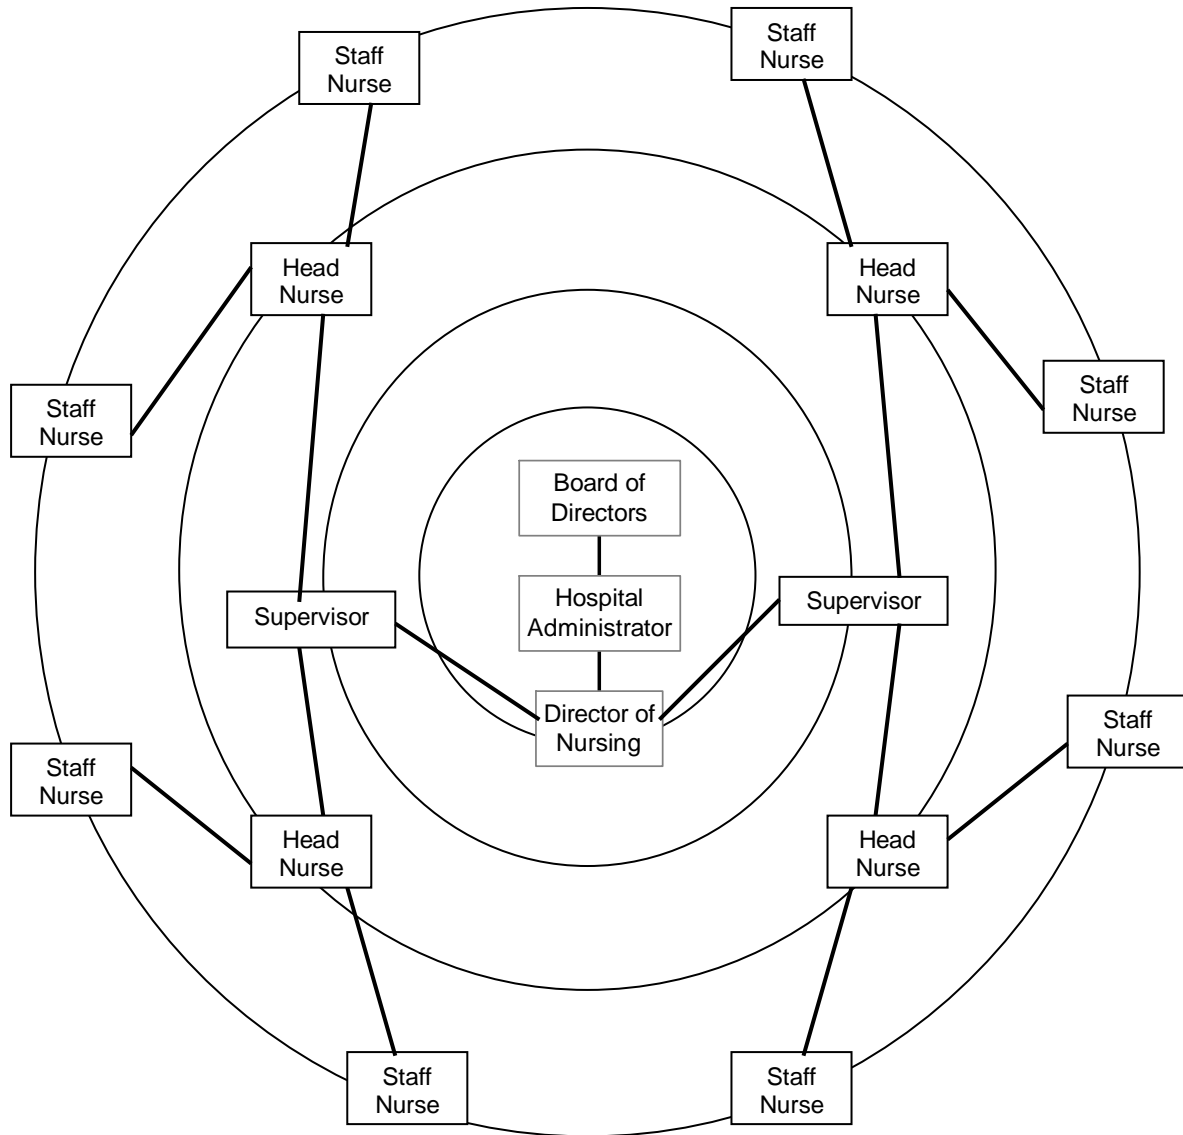 Staff
Nurse
Staff
Nurse
Head
Nurse
Head
Nurse
Staff
Nurse
Staff
Nurse
Board of
Directors
Hospital
Administrator
Supervisor
Supervisor
Director of
Nursing
Staff
Nurse
Staff
Nurse
Head
Nurse
Head
Nurse
Staff
Nurse
Staff
Nurse